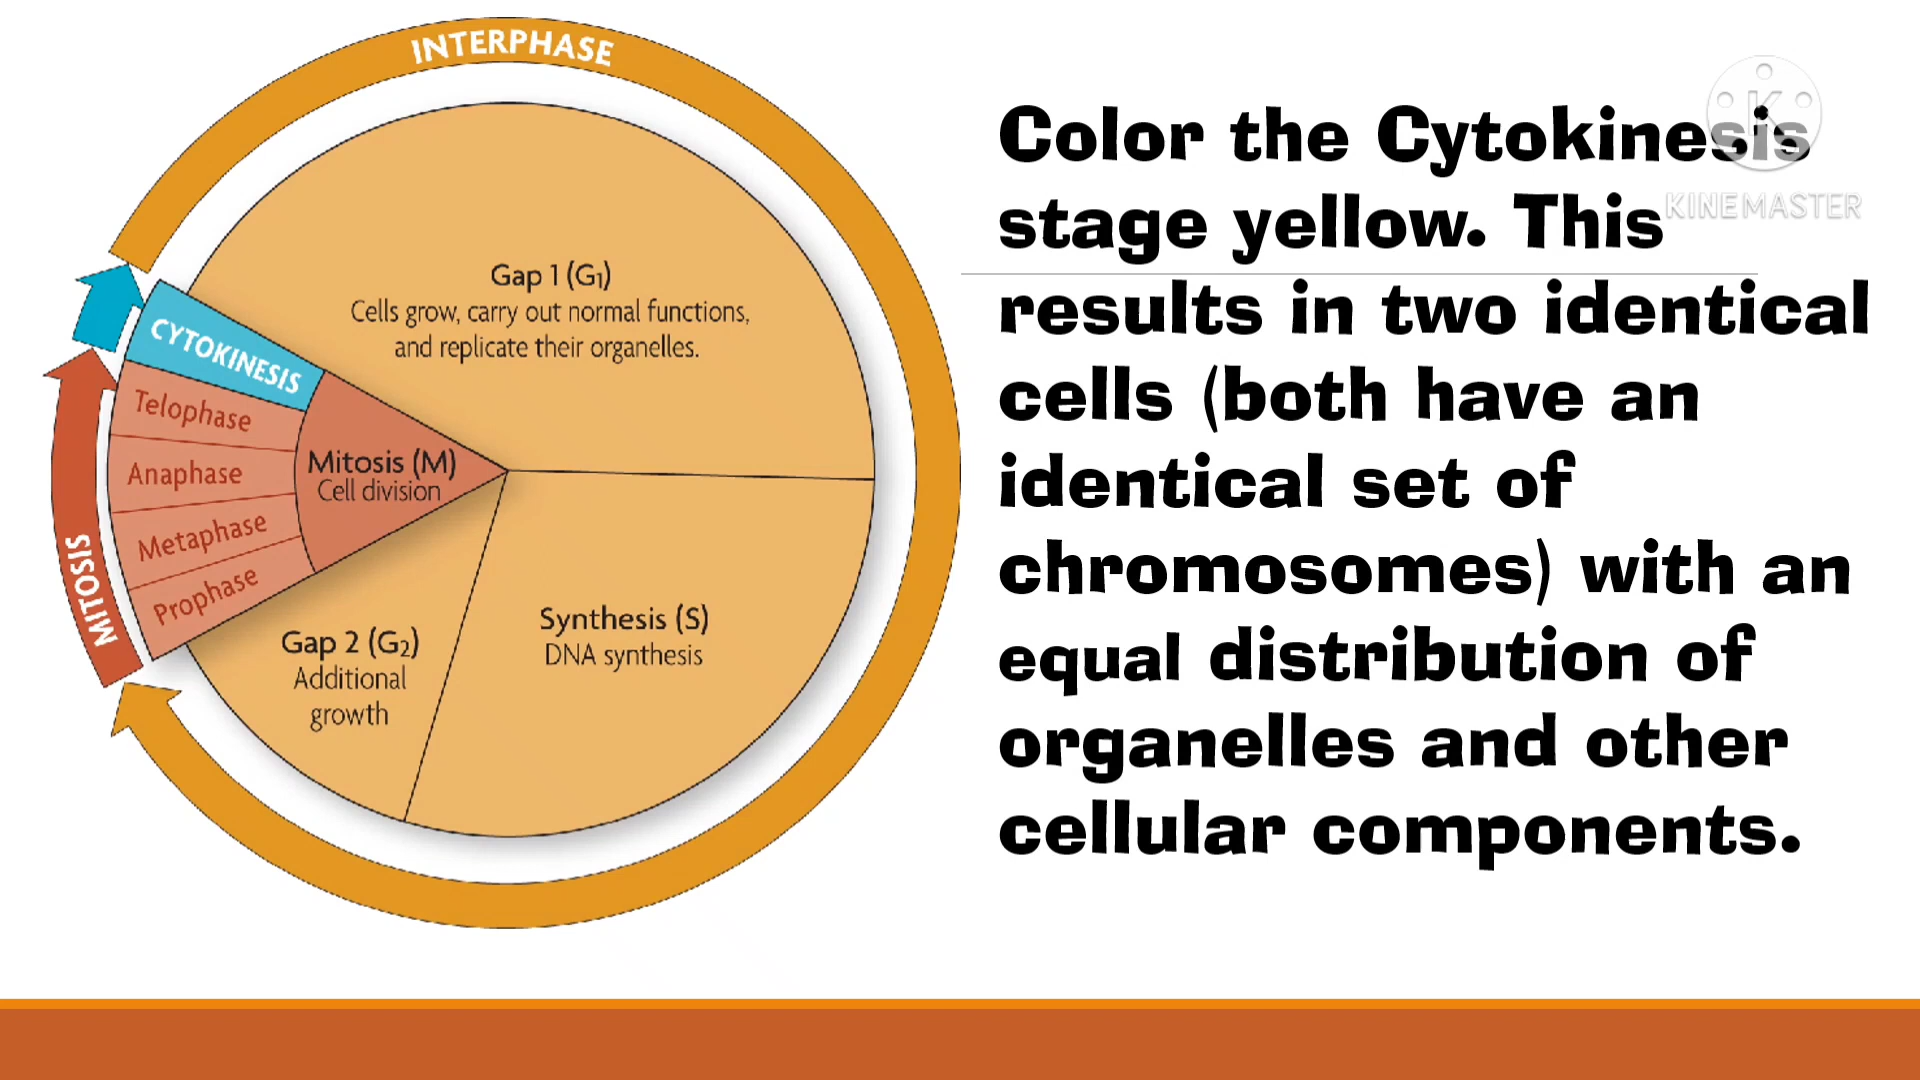 INTERPHASE
Gap 1 (G1)
Cells grow, carry out normal functions,
and replicate their organelles.
CYTOKINESIS
Telophase
Anaphase
Metaphase
Prophase
Mitosis (M)
Cell division
MITOSIS
Gap 2 (G2)
Additional
growth
Synthesis (S)
DNA synthesis
Color the Cytokinesis
stage yellow. This
results in two identical
cells (both have an
identical set of
chromosomes) with an
equal distribution of
organelles and other
cellular components.
K
KINEMASTER